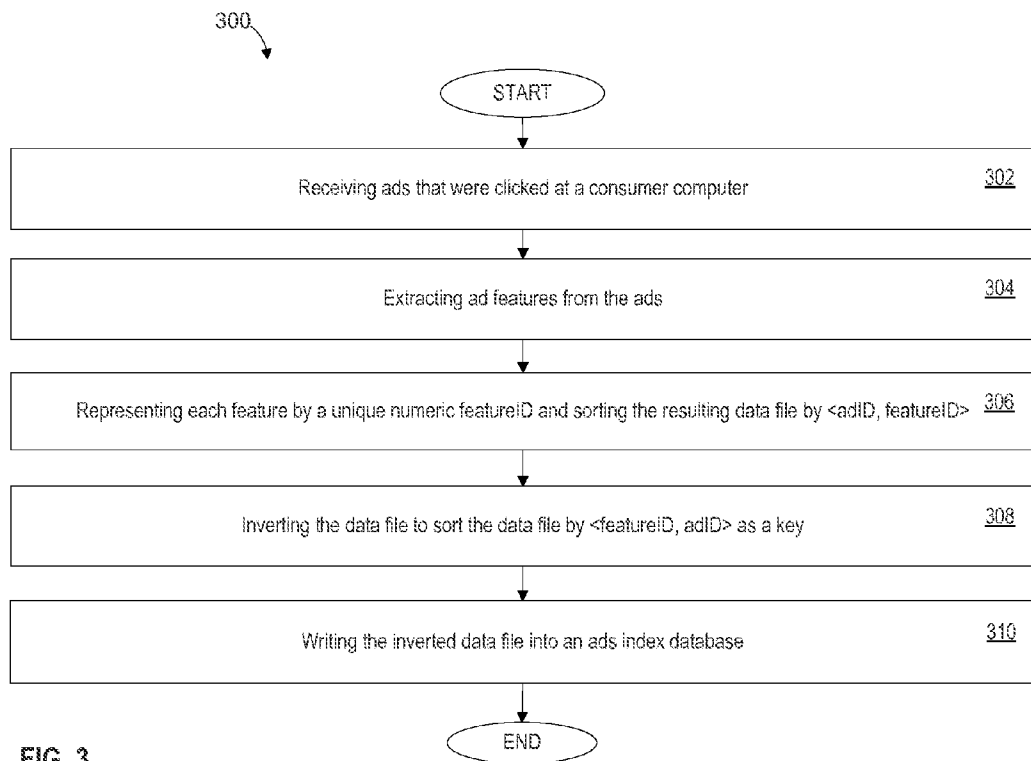 300
START
Receiving ads that were clicked at a consumer computer 302
Extracting ad features from the ads 304
Representing each feature by a unique numeric featureID and sorting the resulting data file by <adID, featureID> 306
Inverting the data file to sort the data file by <featureID, adID> as a key 308
Writing the inverted data file into an ads index database 310
END
FIG. 3